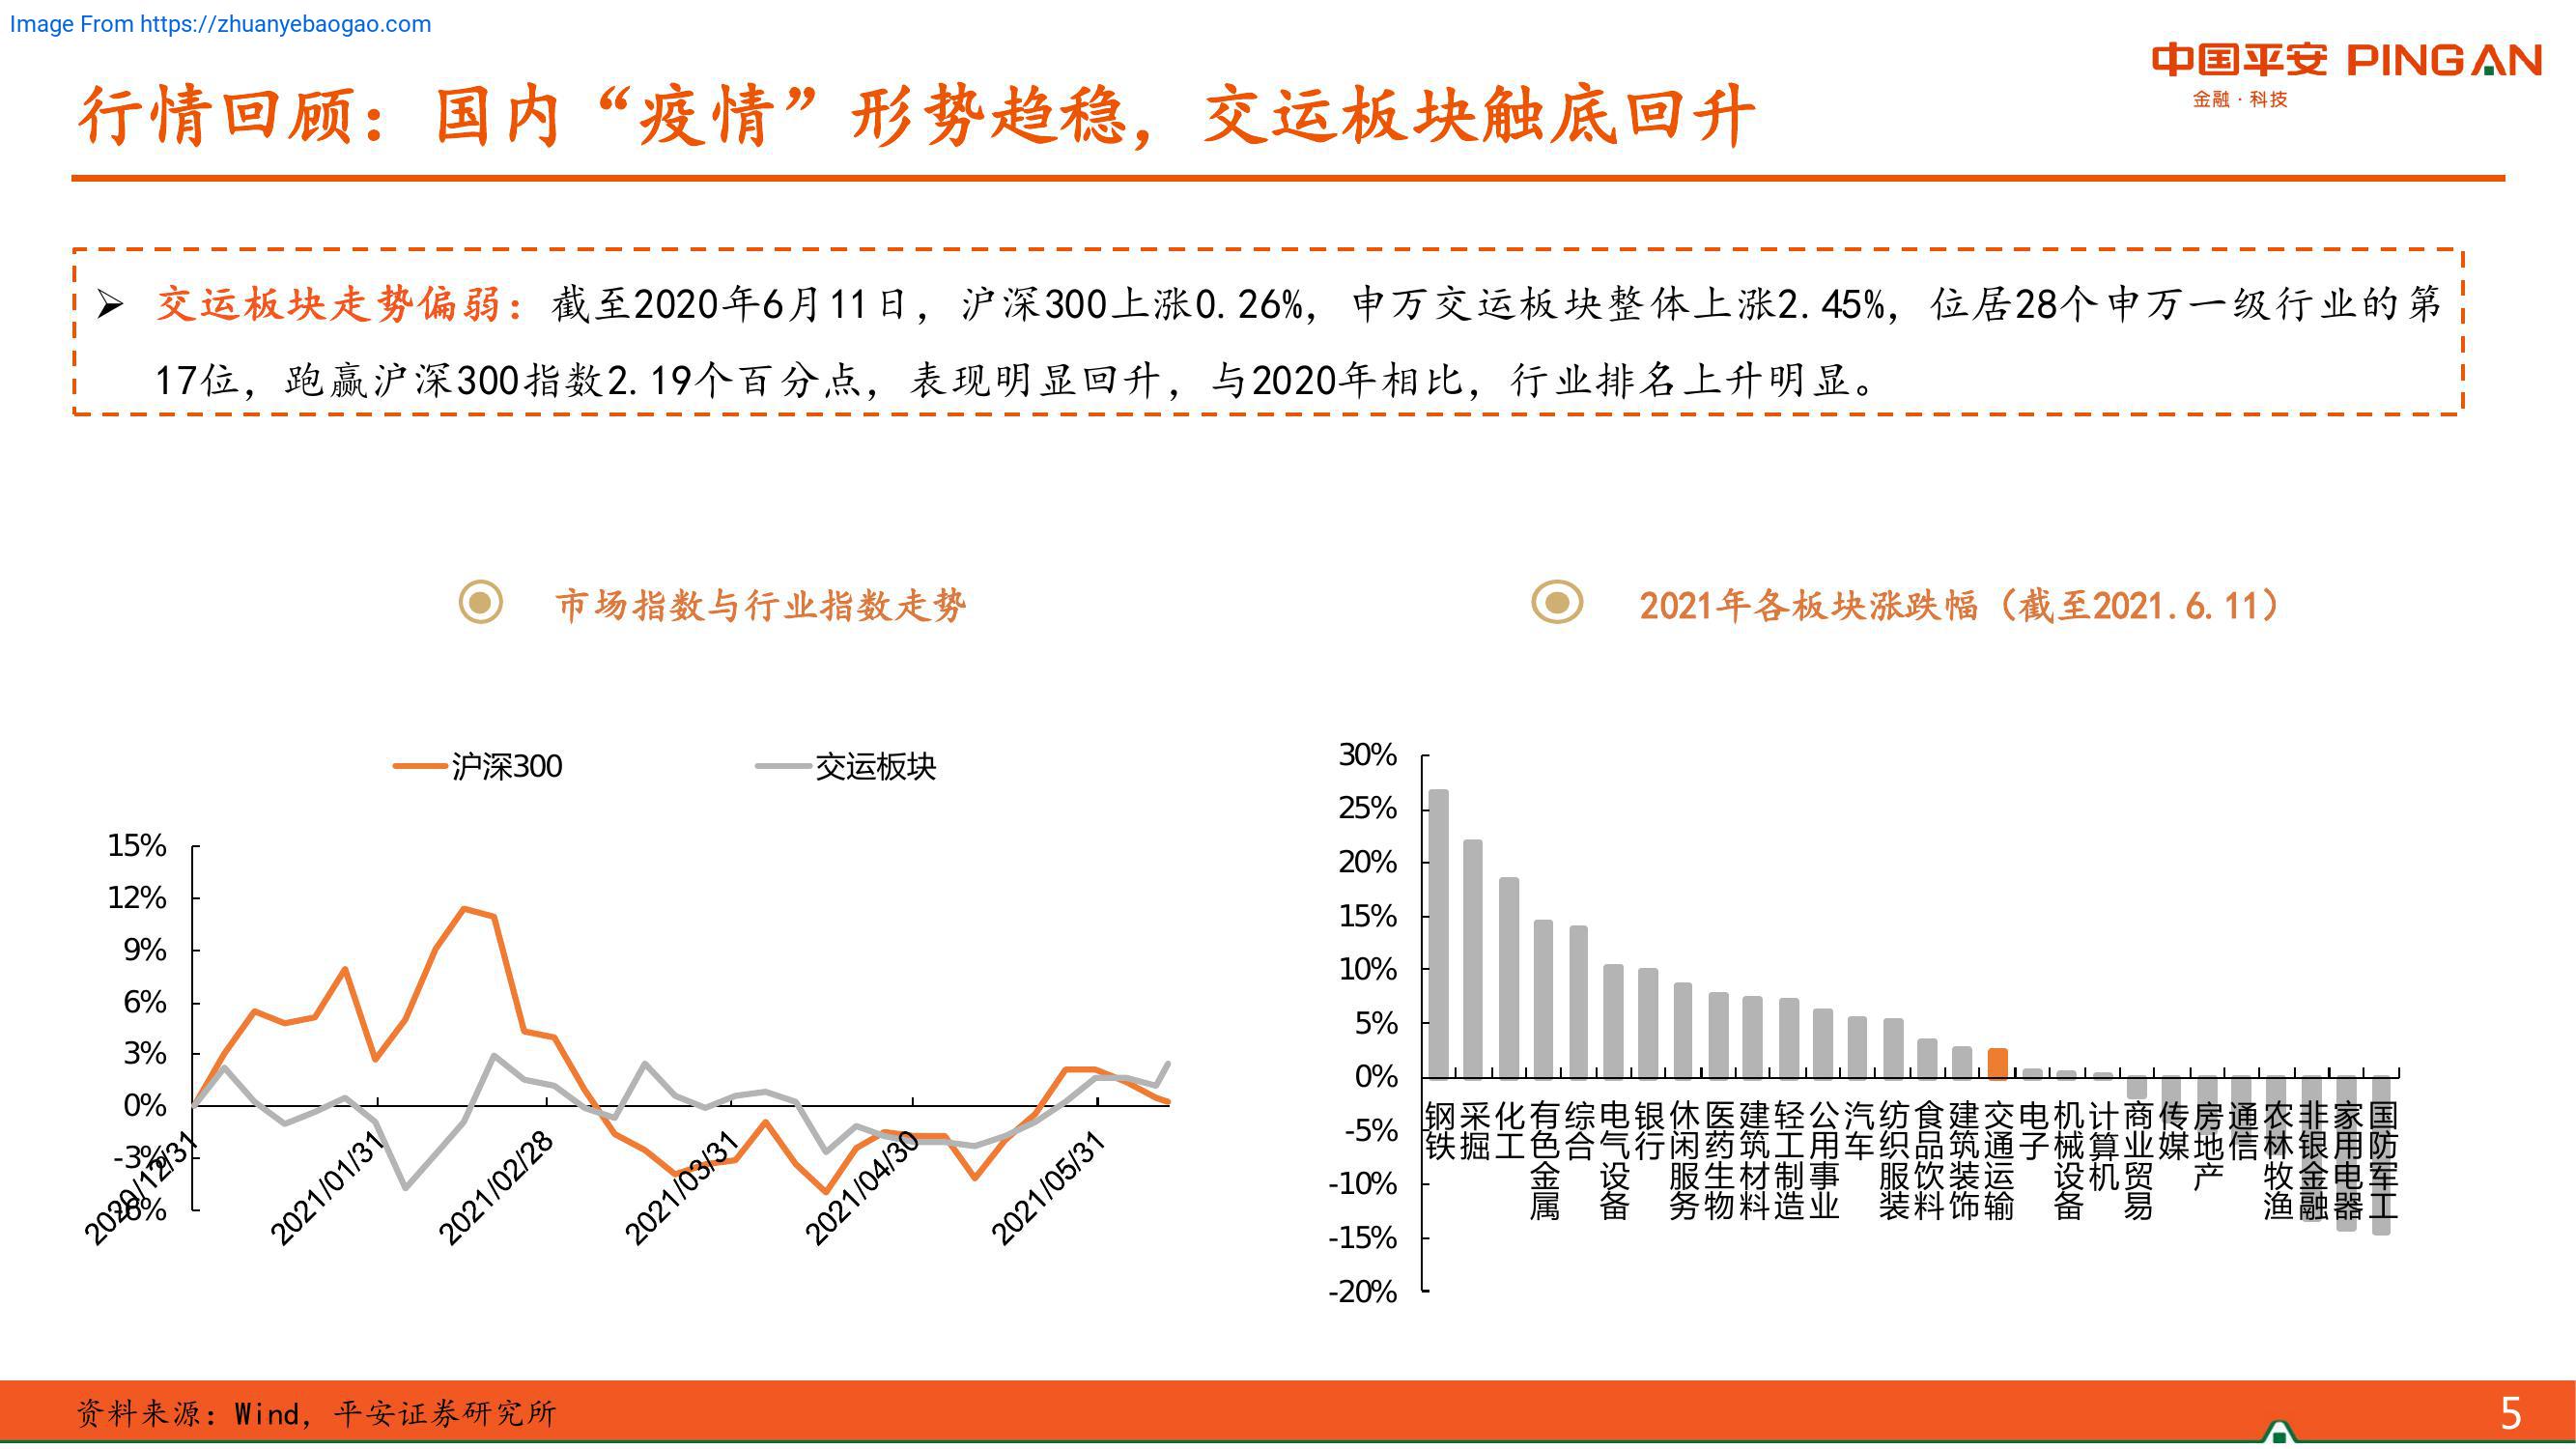 Image From https://zhuanyebaogao.com
中国平安 PINGAN
金融·科技
行情回顾：国内“疫情”形势趋稳，交运板块触底回升
➢ 交运板块走势偏弱：截至2020年6月11日，沪深300上涨0.26%，申万交运板块整体上涨2.45%，位居28个申万一级行业的第
17位，跑赢沪深300指数2.19个百分点，表现明显回升，与2020年相比，行业排名上升明显。
市场指数与行业指数走势
沪深300 交运板块
15%
12%
9%
6%
3%
0%
-3%
-6%
2020/12/31
2021/01/31
2021/02/28
2021/03/31
2021/04/30
2021/05/31
2021年各板块涨跌幅（截至2021.6.11）
30%
25%
20%
15%
10%
5%
0%
-5%
-10%
-15%
-20%
钢铁
采掘
化工
有色金属
综合
电气设备
银行
休闲服务
医药生物
建筑材料
轻工制造
公用事业
汽车
纺织服装
食品饮料
建筑装饰
交通运输
电子
机械设备
计算机
商业贸易
传媒
房地产
通信
农林牧渔
非银金融
家用电器
国防军工
资料来源：Wind，平安证券研究所
5